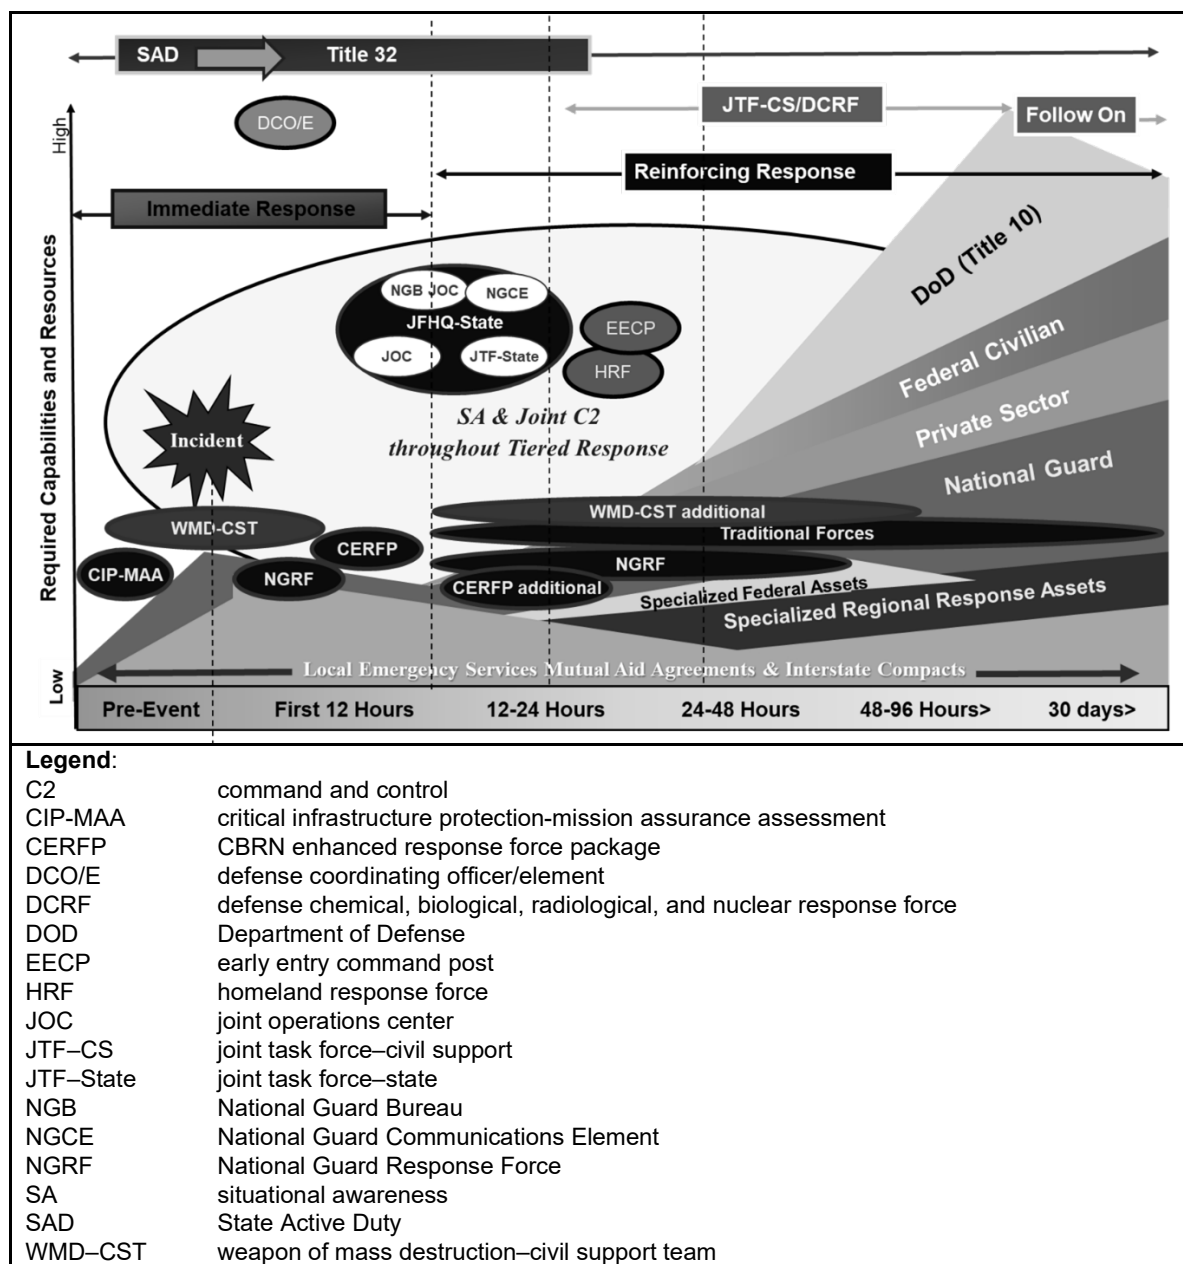 SAD Title 32
DCO/E
JTF-CS/DCRF
Follow On
High
Reinforcing Response
Immediate Response
DoD (Title 10)
NGB JOC
NGCE
JFHQ-State
JOC
JTF-State
EECP
HRF
Federal Civilian
Private Sector
National Guard
SA & Joint C2
throughout Tiered Response
Incident
Required Capabilities and Resources
WMD-CST
WMD-CST additional
Traditional Forces
CERFP
CIP-MAA
NGRF
NGRF
CERFP additional
Specialized Federal Assets
Specialized Regional Response Assets
Low
Local Emergency Services Mutual Aid Agreements & Interstate Compacts
Pre-Event First 12 Hours 12-24 Hours 24-48 Hours 48-96 Hours> 30 days>
Legend:
C2 command and control
CIP-MAA critical infrastructure protection-mission assurance assessment
CERFP CBRN enhanced response force package
DCO/E defense coordinating officer/element
DCRF defense chemical, biological, radiological, and nuclear response force
DOD Department of Defense
EECP early entry command post
HRF homeland response force
JOC joint operations center
JTF–CS joint task force–civil support
JTF–State joint task force–state
NGB National Guard Bureau
NGCE National Guard Communications Element
NGRF National Guard Response Force
SA situational awareness
SAD State Active Duty
WMD–CST weapon of mass destruction–civil support team